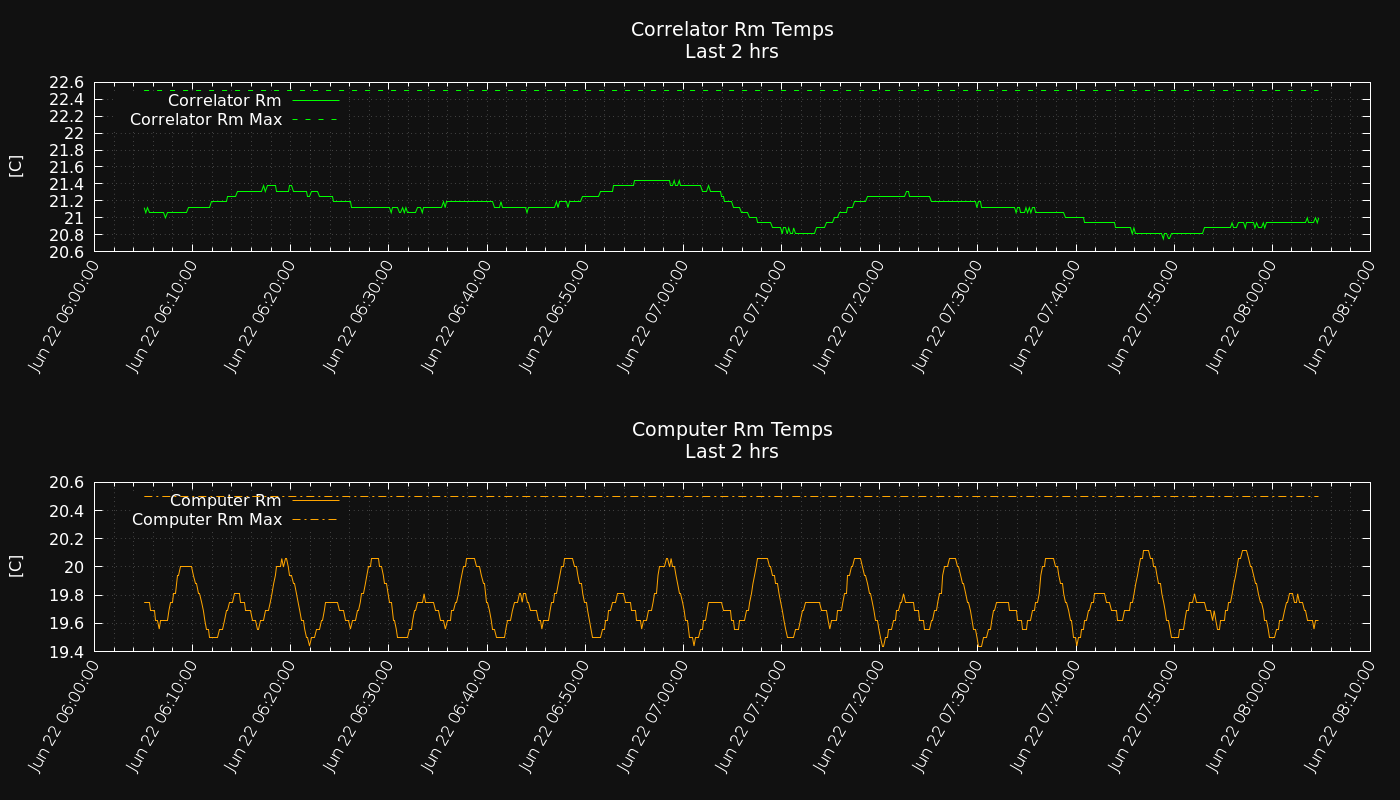 Correlator Rm Temps
Last 2 hrs
22.6
22.4
22.2
22
21.8
21.6
21.4
21.2
21
20.8
20.6
[C]
Correlator Rm
Correlator Rm Max
Jun 22 06:00:00
Jun 22 06:10:00
Jun 22 06:20:00
Jun 22 06:30:00
Jun 22 06:40:00
Jun 22 06:50:00
Jun 22 07:00:00
Jun 22 07:10:00
Jun 22 07:20:00
Jun 22 07:30:00
Jun 22 07:40:00
Jun 22 07:50:00
Jun 22 08:00:00
Jun 22 08:10:00
Computer Rm Temps
Last 2 hrs
20.6
20.4
20.2
20
19.8
19.6
19.4
[C]
Computer Rm
Computer Rm Max
Jun 22 06:00:00
Jun 22 06:10:00
Jun 22 06:20:00
Jun 22 06:30:00
Jun 22 06:40:00
Jun 22 06:50:00
Jun 22 07:00:00
Jun 22 07:10:00
Jun 22 07:20:00
Jun 22 07:30:00
Jun 22 07:40:00
Jun 22 07:50:00
Jun 22 08:00:00
Jun 22 08:10:00